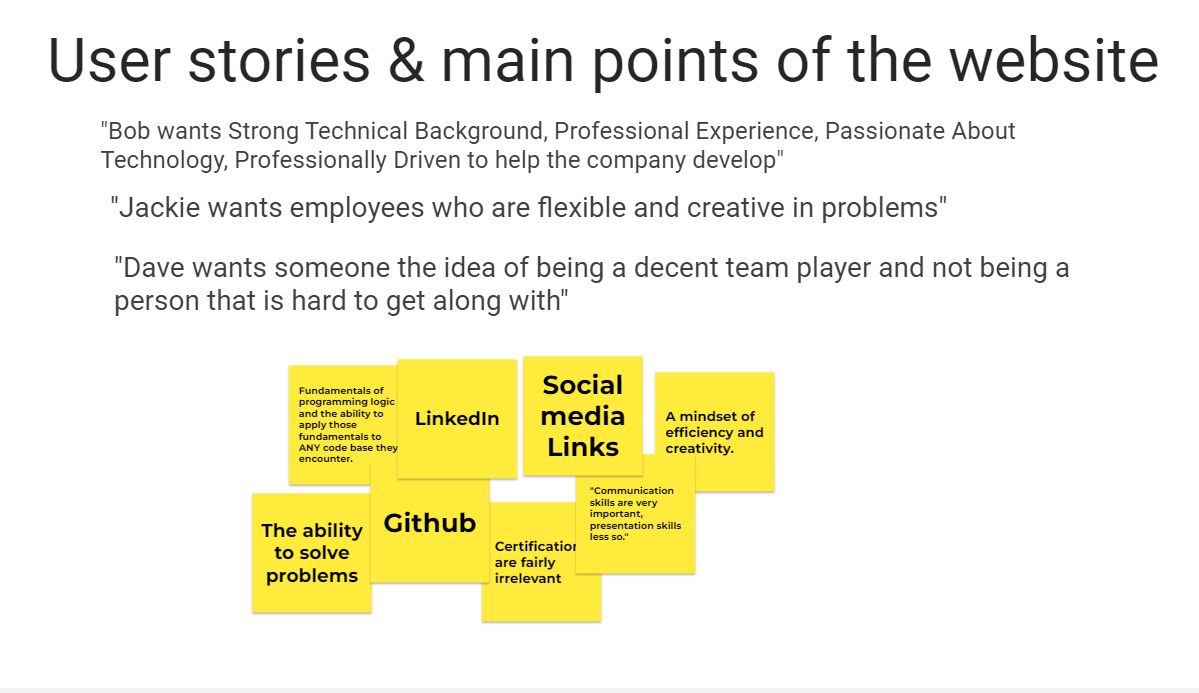 User stories & main points of the website
"Bob wants Strong Technical Background, Professional Experience, Passionate About
Technology, Professionally Driven to help the company develop"
"Jackie wants employees who are flexible and creative in problems"
"Dave wants someone the idea of being a decent team player and not being a
person that is hard to get along with"
Fundamentals of
programming logic
and the ability to
apply those
fundamentals to
ANY code base they
encounter.
LinkedIn
Social
media
Links
A mindset of
efficiency and
creativity.
The ability
to solve
problems
Github
Certification
are fairly
irrelevant
"Communication
skills are very
important,
presentation skills
less so."